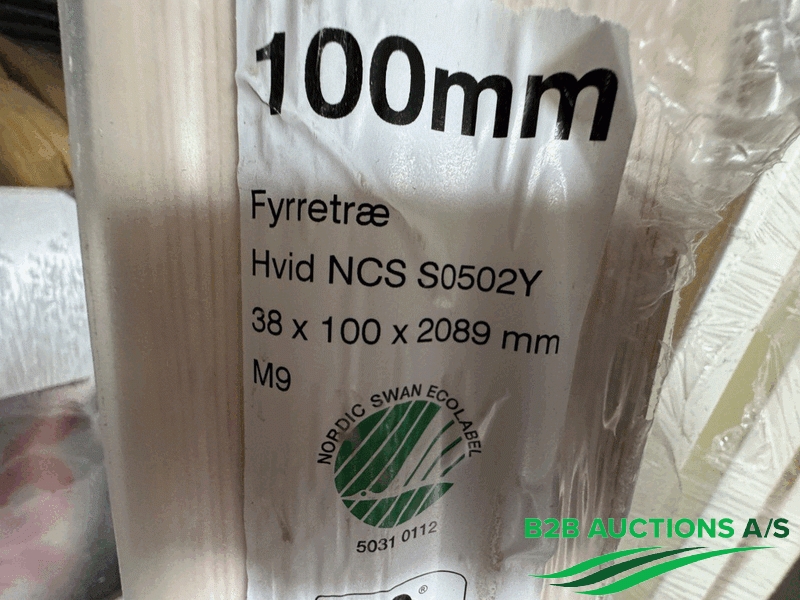 100mm
Fyrretræ
Hvid NCS S0502Y
38 x 100 x 2089 mm
M9
NORDIC SWAN ECOLABEL
5031 0112
®
B2B AUCTIONS A/S